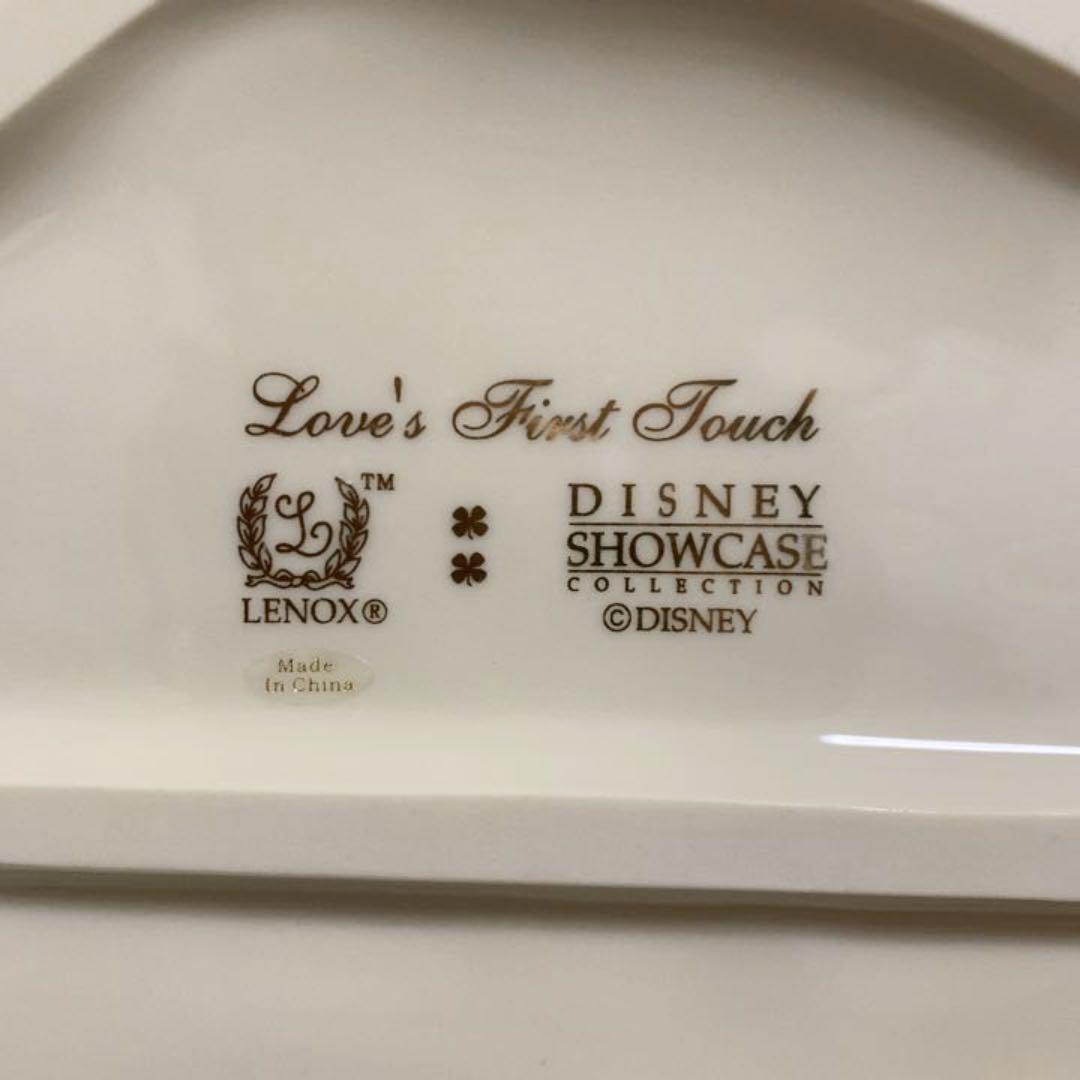 Love's First Touch
L TM
LENOX®
DISNEY
SHOWCASE
COLLECTION
©DISNEY
Made
In China